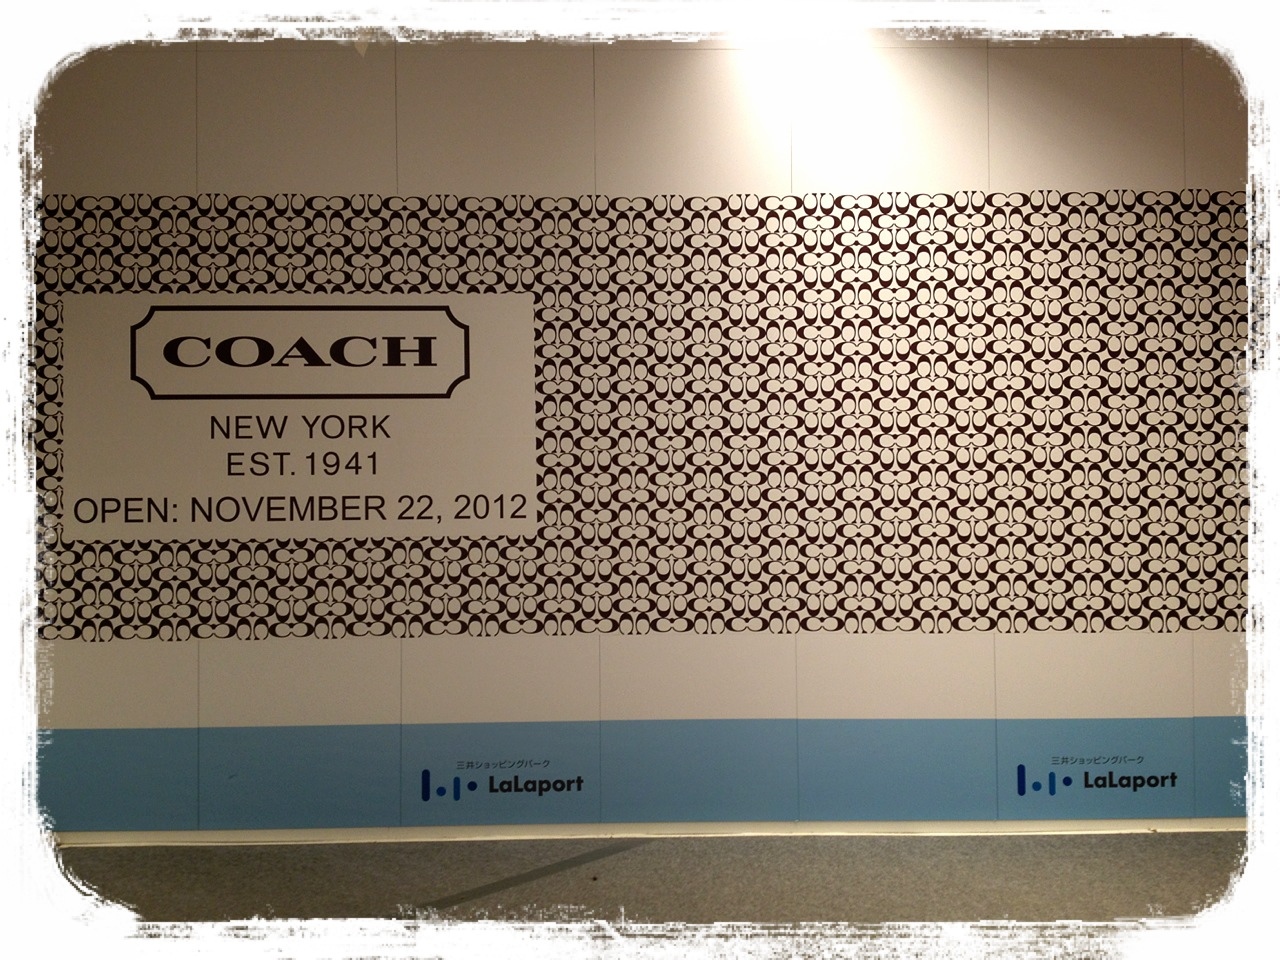 COACH
NEW YORK
EST. 1941
OPEN: NOVEMBER 22, 2012
三井ショッピングパーク
LaLaport
三井ショッピングパーク
LaLaport